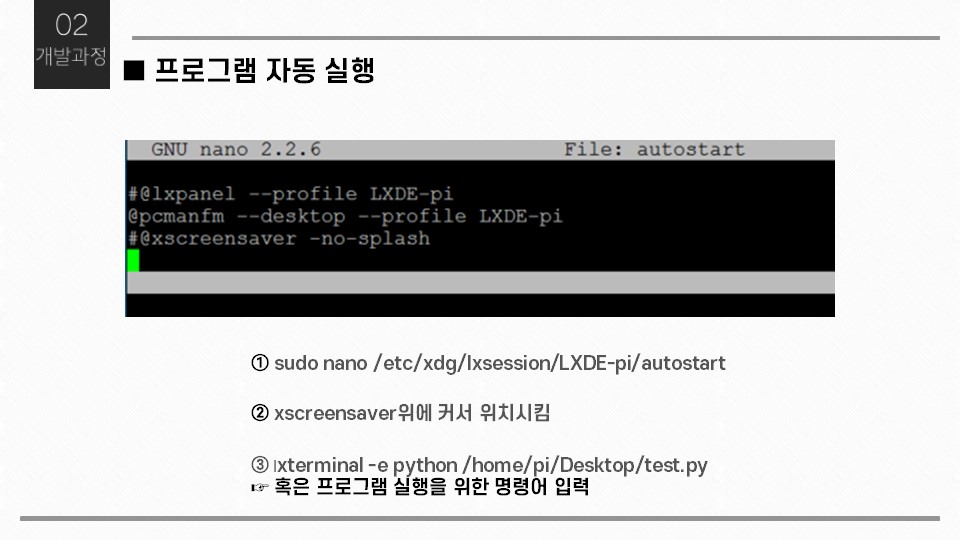 02
개발과정
■ 프로그램 자동 실행
GNU nano 2.2.6 File: autostart
#@lxpanel --profile LXDE-pi
@pcmanfm --desktop --profile LXDE-pi
#@xscreensaver -no-splash
① sudo nano /etc/xdg/lxsession/LXDE-pi/autostart
② xscreensaver위에 커서 위치시킴
③ lxterminal -e python /home/pi/Desktop/test.py
☞ 혹은 프로그램 실행을 위한 명령어 입력